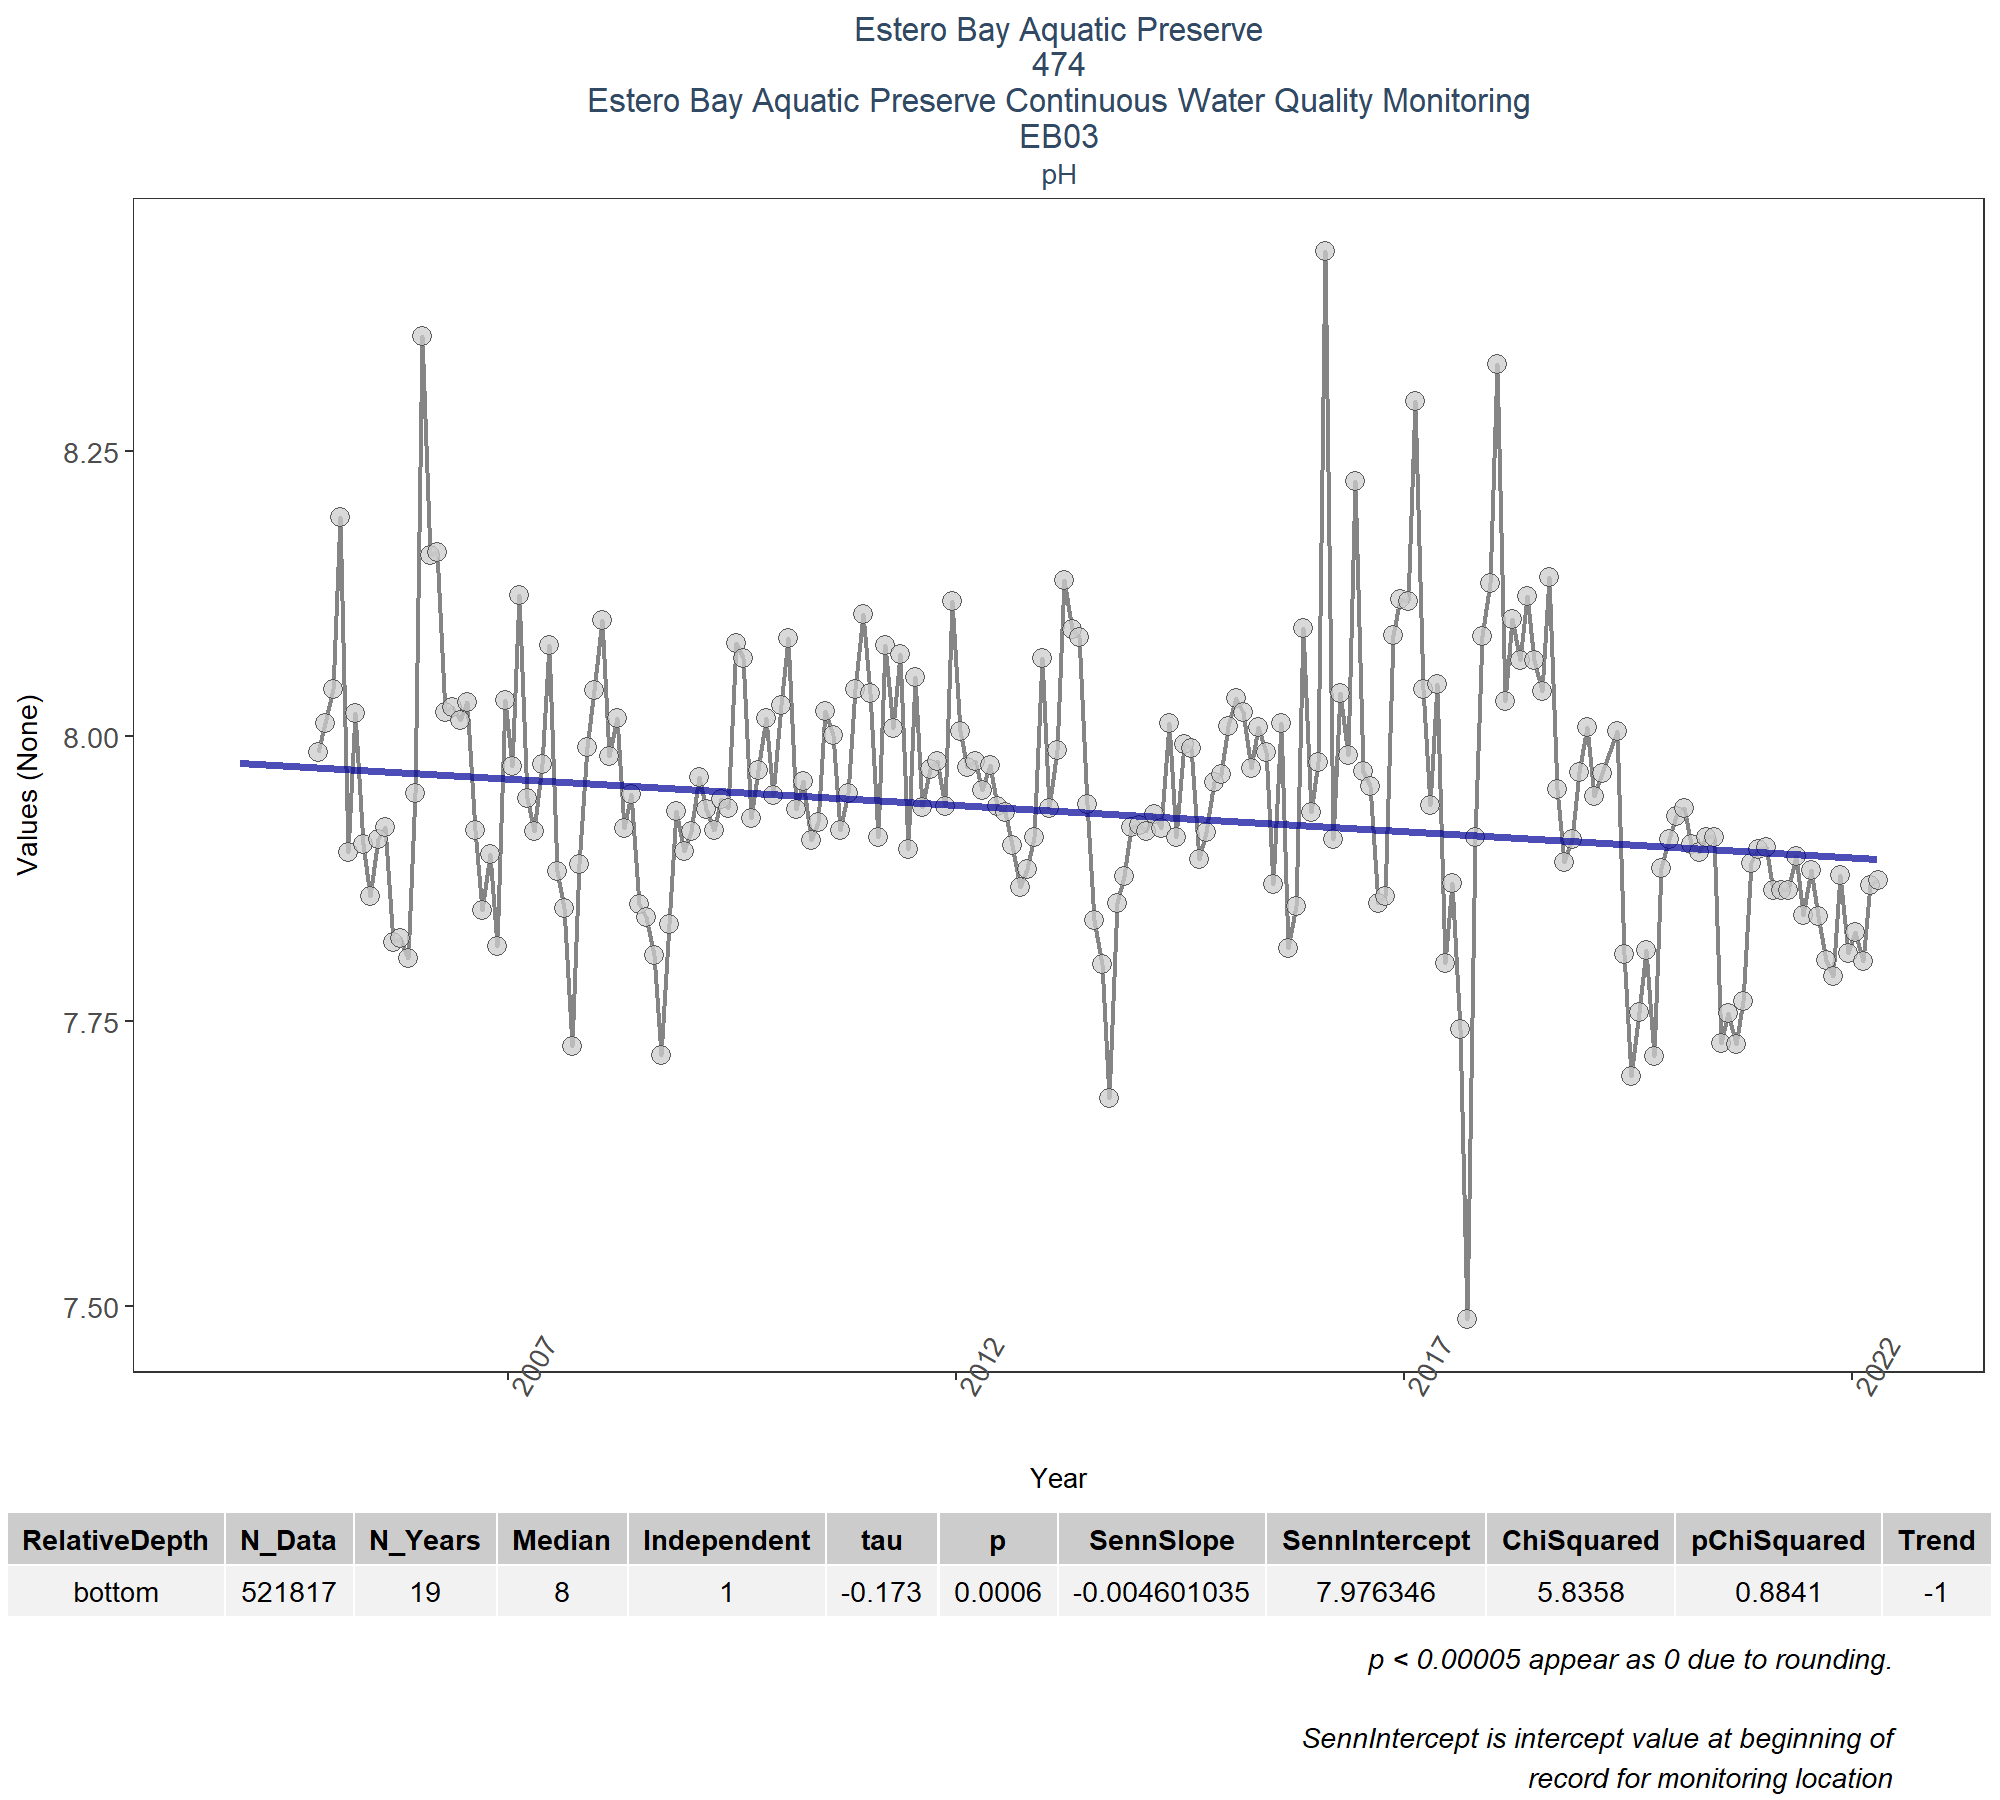 Estero Bay Aquatic Preserve
474
Estero Bay Aquatic Preserve Continuous Water Quality Monitoring
EB03
pH
Values (None)
8.25
8.00
7.75
7.50
2007 2012 2017 2022
Year
RelativeDepth N_Data N_Years Median Independent tau p SennSlope SennIntercept ChiSquared pChiSquared Trend
bottom 521817 19 8 1 -0.173 0.0006 -0.004601035 7.976346 5.8358 0.8841 -1
p < 0.00005 appear as 0 due to rounding.
SennIntercept is intercept value at beginning of
record for monitoring location